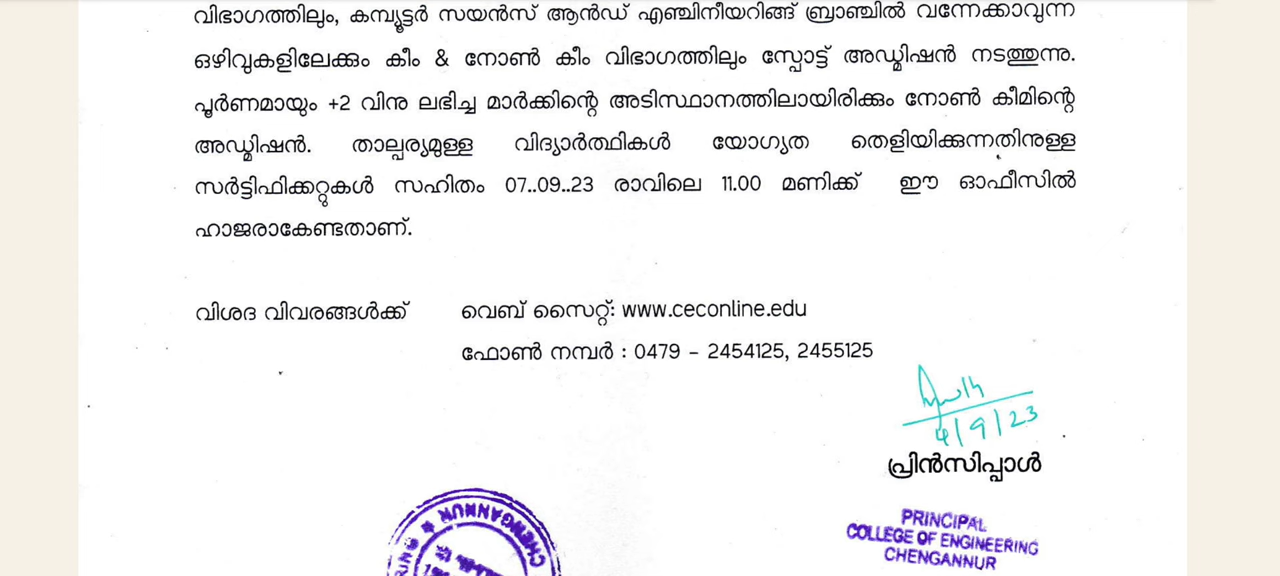 വിഭാഗത്തിലും, കമ്പ്യൂട്ടർ സയൻസ് ആൻഡ് എഞ്ചിനീയറിങ്ങ് ബ്രാഞ്ചിൽ വന്നേക്കാവുന്ന
ഒഴിവുകളിലേക്കും കീം & നോൺ കീം വിഭാഗത്തിലും സ്പോട്ട് അഡ്മിഷൻ നടത്തുന്നു.
പൂർണമായും +2 വിനു ലഭിച്ച മാർക്കിന്റെ അടിസ്ഥാനത്തിലായിരിക്കും നോൺ കീമിന്റെ
അഡ്മിഷൻ. താല്പര്യമുള്ള വിദ്യാർത്ഥികൾ യോഗ്യത തെളിയിക്കുന്നതിനുള്ള
സർട്ടിഫിക്കറ്റുകൾ സഹിതം 07..09..23 രാവിലെ 11.00 മണിക്ക് ഈ ഓഫീസിൽ
ഹാജരാകേണ്ടതാണ്.
വിശദ വിവരങ്ങൾക്ക് വെബ് സൈറ്റ്: www.ceconline.edu
ഫോൺ നമ്പർ : 0479 - 2454125, 2455125
4/9/23
പ്രിൻസിപ്പാൾ
PRINCIPAL
COLLEGE OF ENGINEERING
CHENGANNUR
CHENGANNUR